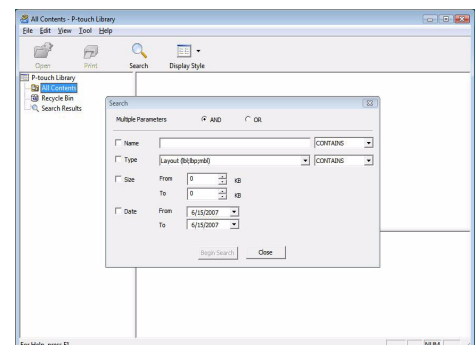 All Contents - P-touch Library
File Edit View Tool Help
Open Print Search Display Style
P-touch Library
All Contents
Recycle Bin
Search Results
Search
Multiple Parameters AND OR
Name CONTAINS
Type Layout (lbl;lbp;mbl) CONTAINS
Size From 0 KB
To 0 KB
Date From 6/15/2007
To 6/15/2007
Begin Search Close
For Help, press F1 NUM